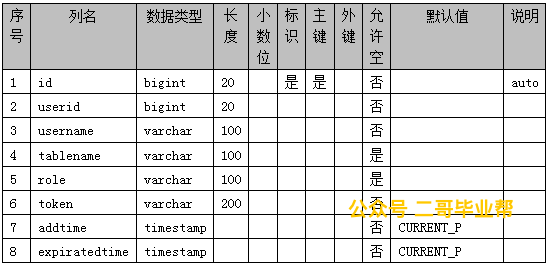 序号 列名 数据类型 长度 小数位 标识 主键 外键 允许空 默认值 说明
1 id bigint 20 是 是 否 auto
2 userid bigint 20 否
3 username varchar 100 否
4 tablename varchar 100 是
5 role varchar 100 是
6 token varchar 200 否
公众号 二哥毕业帮
7 addtime timestamp 否 CURRENT_P
8 expiratedtime timestamp 否 CURRENT_P